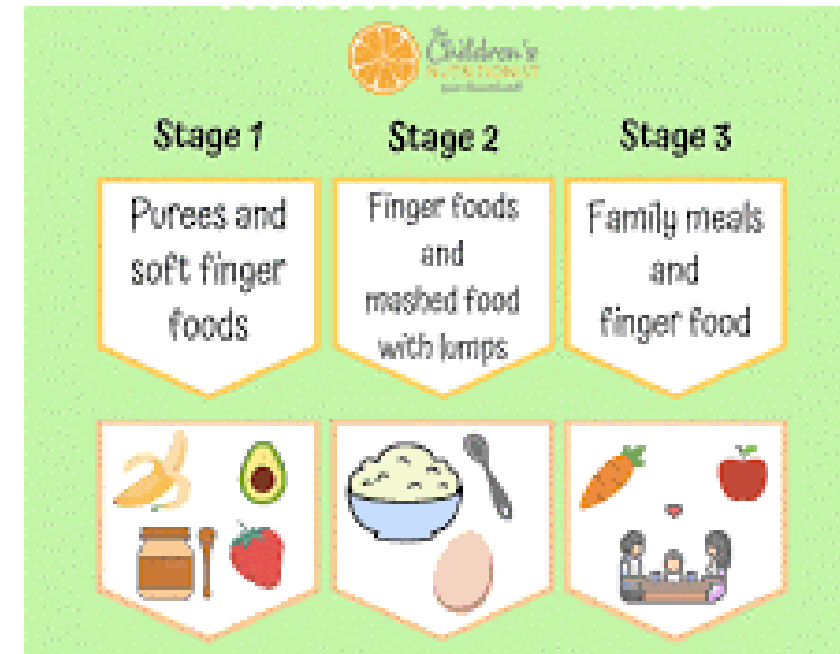 The
Children's
NUTRITIONIST
Stage 1
Stage 2
Stage 3
Purees and
soft finger
foods
Finger foods
and
mashed food
with lumps
Family meals
and
finger food